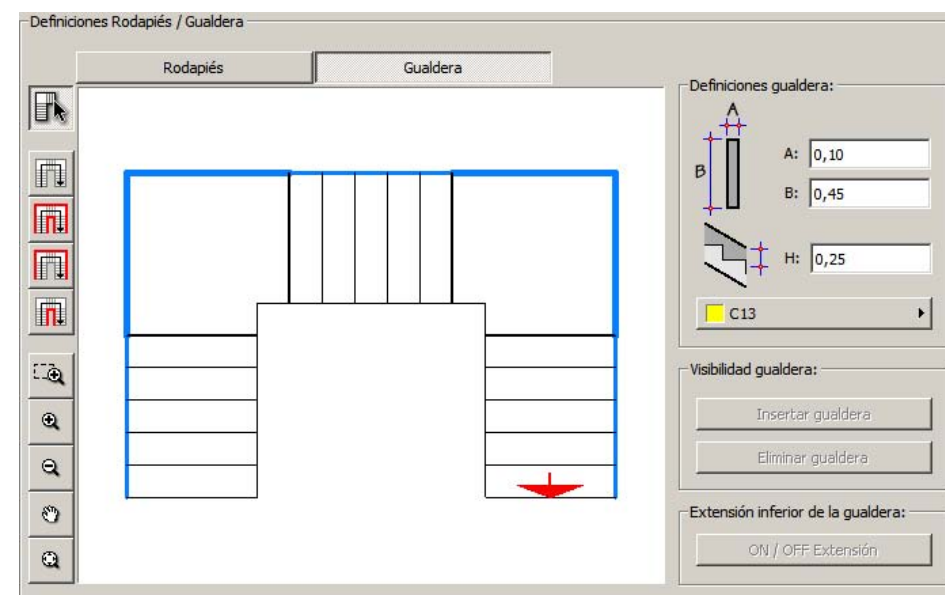 Definiciones Rodapiés / Gualdera
Rodapiés
Gualdera
Definiciones gualdera:
A
B
A: 0,10
B: 0,45
H: 0,25
C13
Visibilidad gualdera:
Insertar gualdera
Eliminar gualdera
Extensión inferior de la gualdera:
ON / OFF Extensión